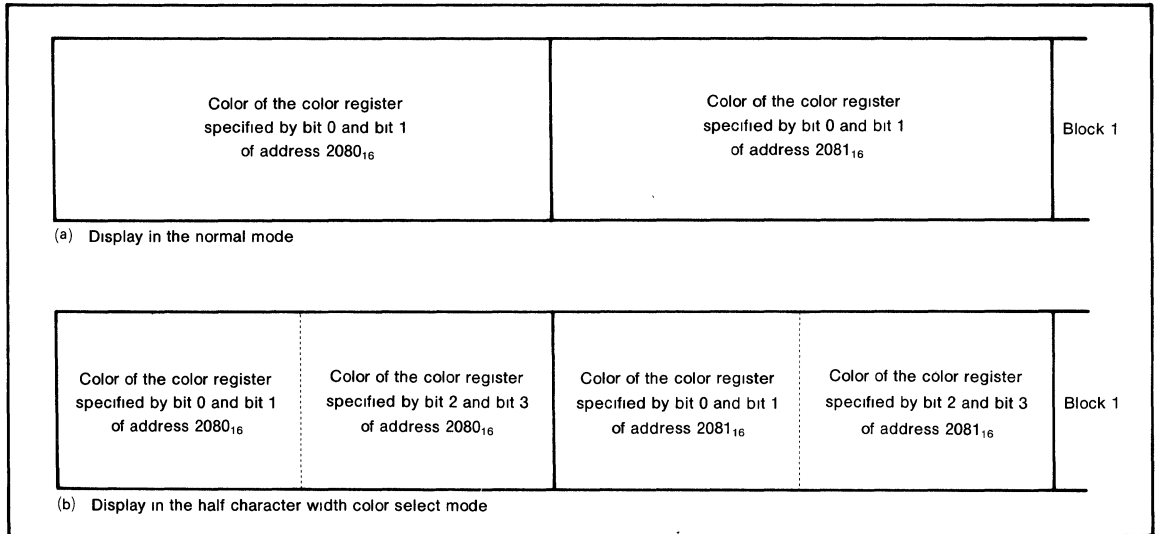 Color of the color register
specified by bit 0 and bit 1
of address 2080₁₆
Color of the color register
specified by bit 0 and bit 1
of address 2081₁₆
Block 1
(a) Display in the normal mode
Color of the color register
specified by bit 0 and bit 1
of address 2080₁₆
Color of the color register
specified by bit 2 and bit 3
of address 2080₁₆
Color of the color register
specified by bit 0 and bit 1
of address 2081₁₆
Color of the color register
specified by bit 2 and bit 3
of address 2081₁₆
Block 1
(b) Display in the half character width color select mode